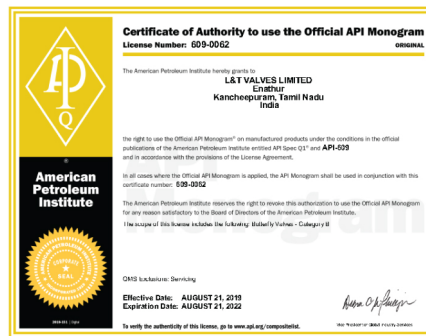 Certificate of Authority to use the Official API Monogram
License Number: 609-0062
ORIGINAL
The American Petroleum Institute hereby grants to
L&T VALVES LIMITED
Enathur
Kancheepuram, Tamil Nadu
India
the right to use the Official API Monogram® on manufactured products under the conditions in the official
publications of the American Petroleum Institute entitled API Spec Q1® and API-609
and in accordance with the provisions of the License Agreement.
In all cases where the Official API Monogram is applied, the API Monogram shall be used in conjunction with this
certificate number: 609-0062
The American Petroleum Institute reserves the right to revoke this authorization to use the Official API Monogram
for any reason satisfactory to the Board of Directors of the American Petroleum Institute.
The scope of this license includes the following: Butterfly Valves - Category B
QMS Exclusions: Servicing
Effective Date: AUGUST 21, 2019
Expiration Date: AUGUST 21, 2022
To verify the authenticity of this license, go to www.api.org/compositelist.
Vice President of Global Industry Services
API
Q
®
American
Petroleum
Institute
CORPORATE
SEAL
API
Monogram